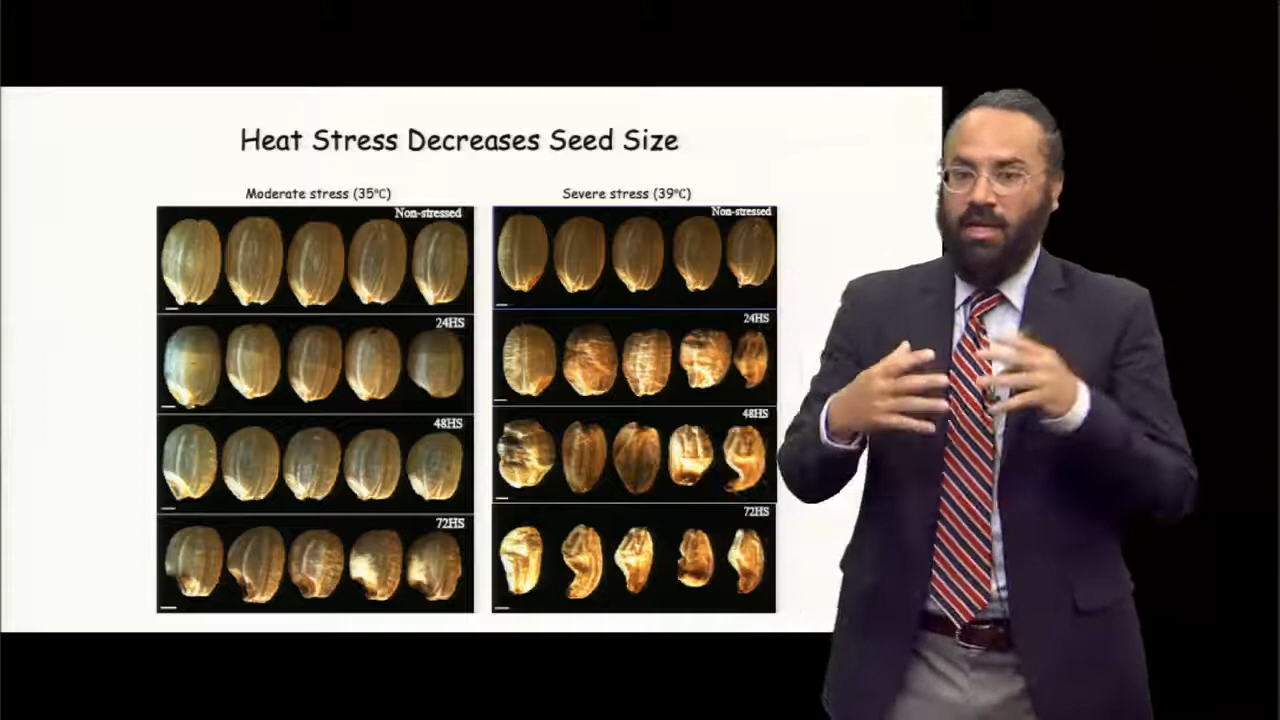 Heat Stress Decreases Seed Size
Moderate stress (35°C)
Severe stress (39°C)
Non-stressed
24HS
48HS
72HS
Non-stressed
24HS
48HS
72HS